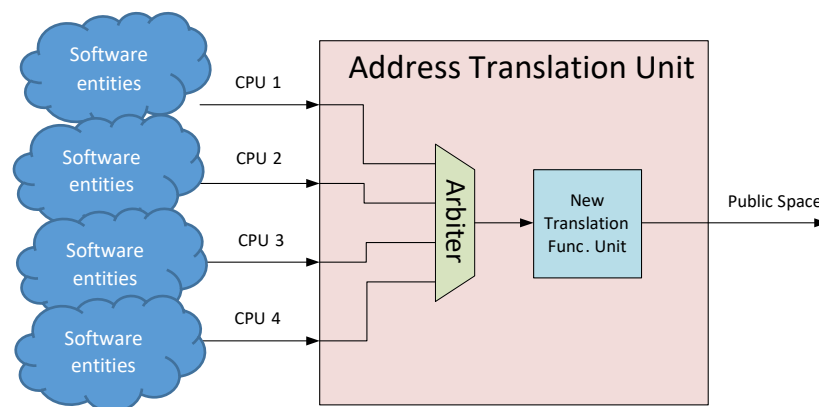 Software
entities
CPU 1
Address Translation Unit
Software
entities
CPU 2
Arbiter
New
Translation
Func. Unit
Public Space
Software
entities
CPU 3
Software
entities
CPU 4